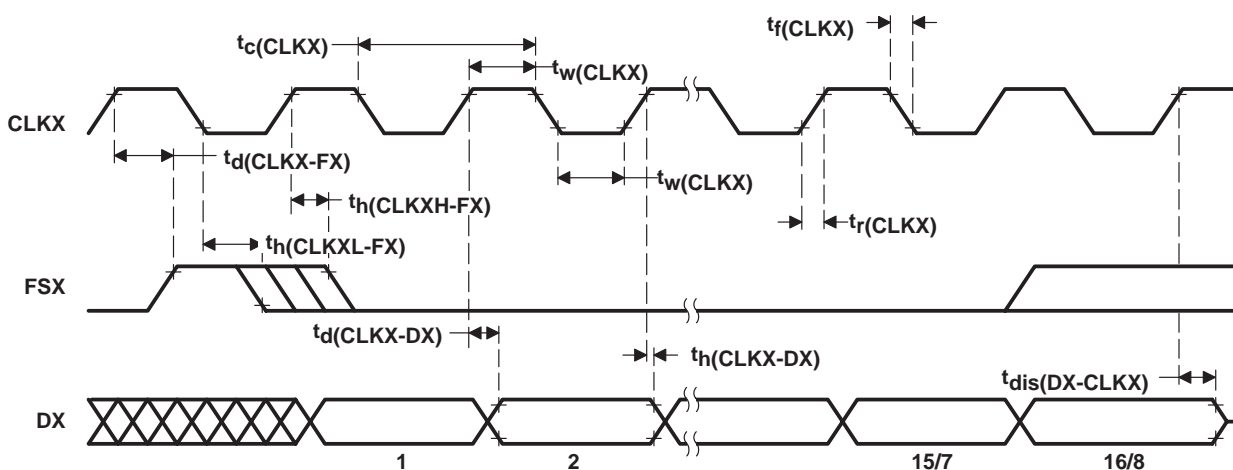 tf(CLKX)
tc(CLKX)
tw(CLKX)
CLKX
td(CLKX-FX)
tw(CLKX)
th(CLKXH-FX)
tr(CLKX)
th(CLKXL-FX)
FSX
td(CLKX-DX)
th(CLKX-DX)
tdis(DX-CLKX)
DX
1 2 15/7 16/8